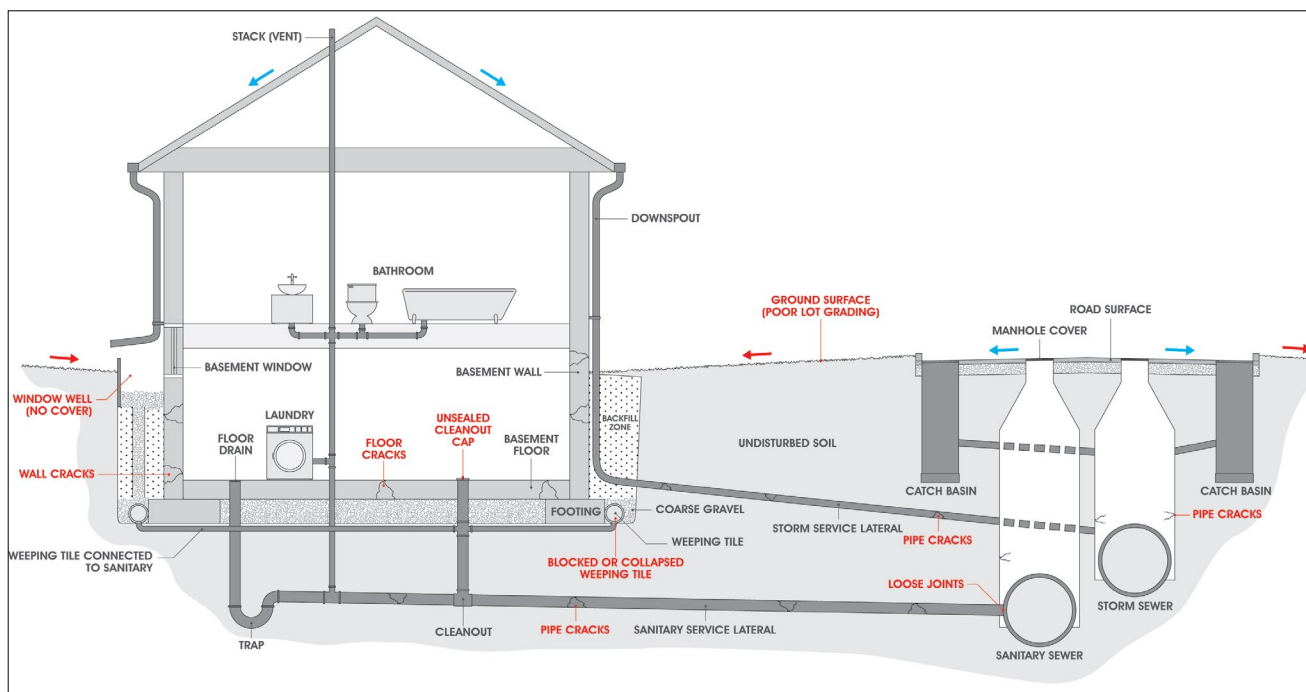 STACK (VENT)
DOWNSPOUT
BATHROOM
GROUND SURFACE
(POOR LOT GRADING)
ROAD SURFACE
MANHOLE COVER
BASEMENT WINDOW
BASEMENT WALL
WINDOW WELL
(NO COVER)
LAUNDRY
UNSEALED
CLEANOUT
CAP
BACKFILL
ZONE
FLOOR
DRAIN
FLOOR
CRACKS
BASEMENT
FLOOR
UNDISTURBED SOIL
WALL CRACKS
CATCH BASIN
CATCH BASIN
FOOTING
COARSE GRAVEL
STORM SERVICE LATERAL
PIPE CRACKS
PIPE CRACKS
WEEPING TILE CONNECTED
TO SANITARY
WEEPING TILE
BLOCKED OR COLLAPSED
WEEPING TILE
LOOSE JOINTS
STORM SEWER
TRAP
CLEANOUT
PIPE CRACKS
SANITARY SERVICE LATERAL
SANITARY SEWER